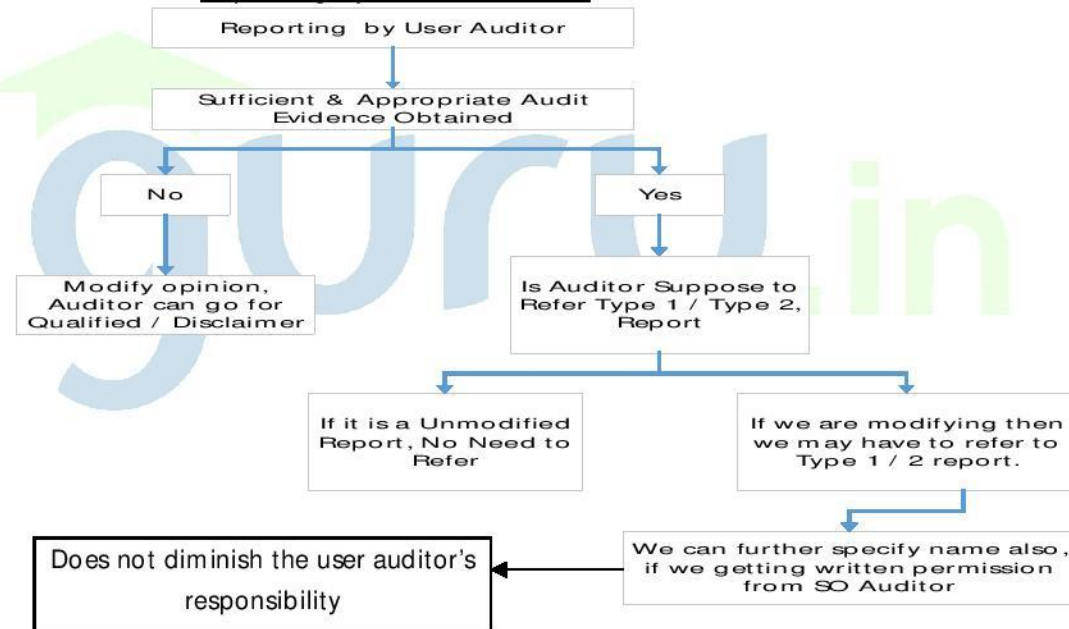 Reporting by User Auditor
Sufficient & Appropriate Audit
Evidence Obtained
No
Yes
Modify opinion,
Auditor can go for
Qualified / Disclaimer
Is Auditor Suppose to
Refer Type 1 / Type 2,
Report
If it is a Unmodified
Report, No Need to
Refer
If we are modifying then
we may have to refer to
Type 1 / 2 report.
We can further specify name also,
if we getting written permission
from SO Auditor
Does not diminish the user auditor's
responsibility
guru.in